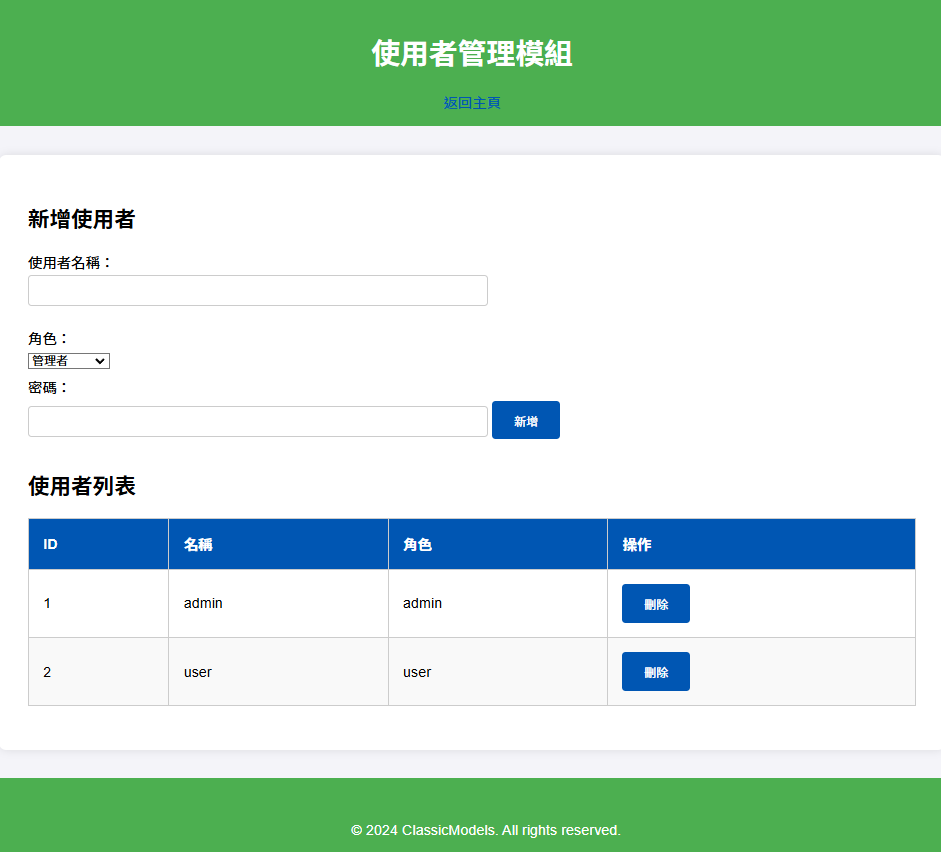 使用者管理模組
返回主頁
新增使用者
使用者名稱：
角色：
管理者
密碼：
新增
使用者列表
ID 名稱 角色 操作
1 admin admin 刪除
2 user user 刪除
© 2024 ClassicModels. All rights reserved.